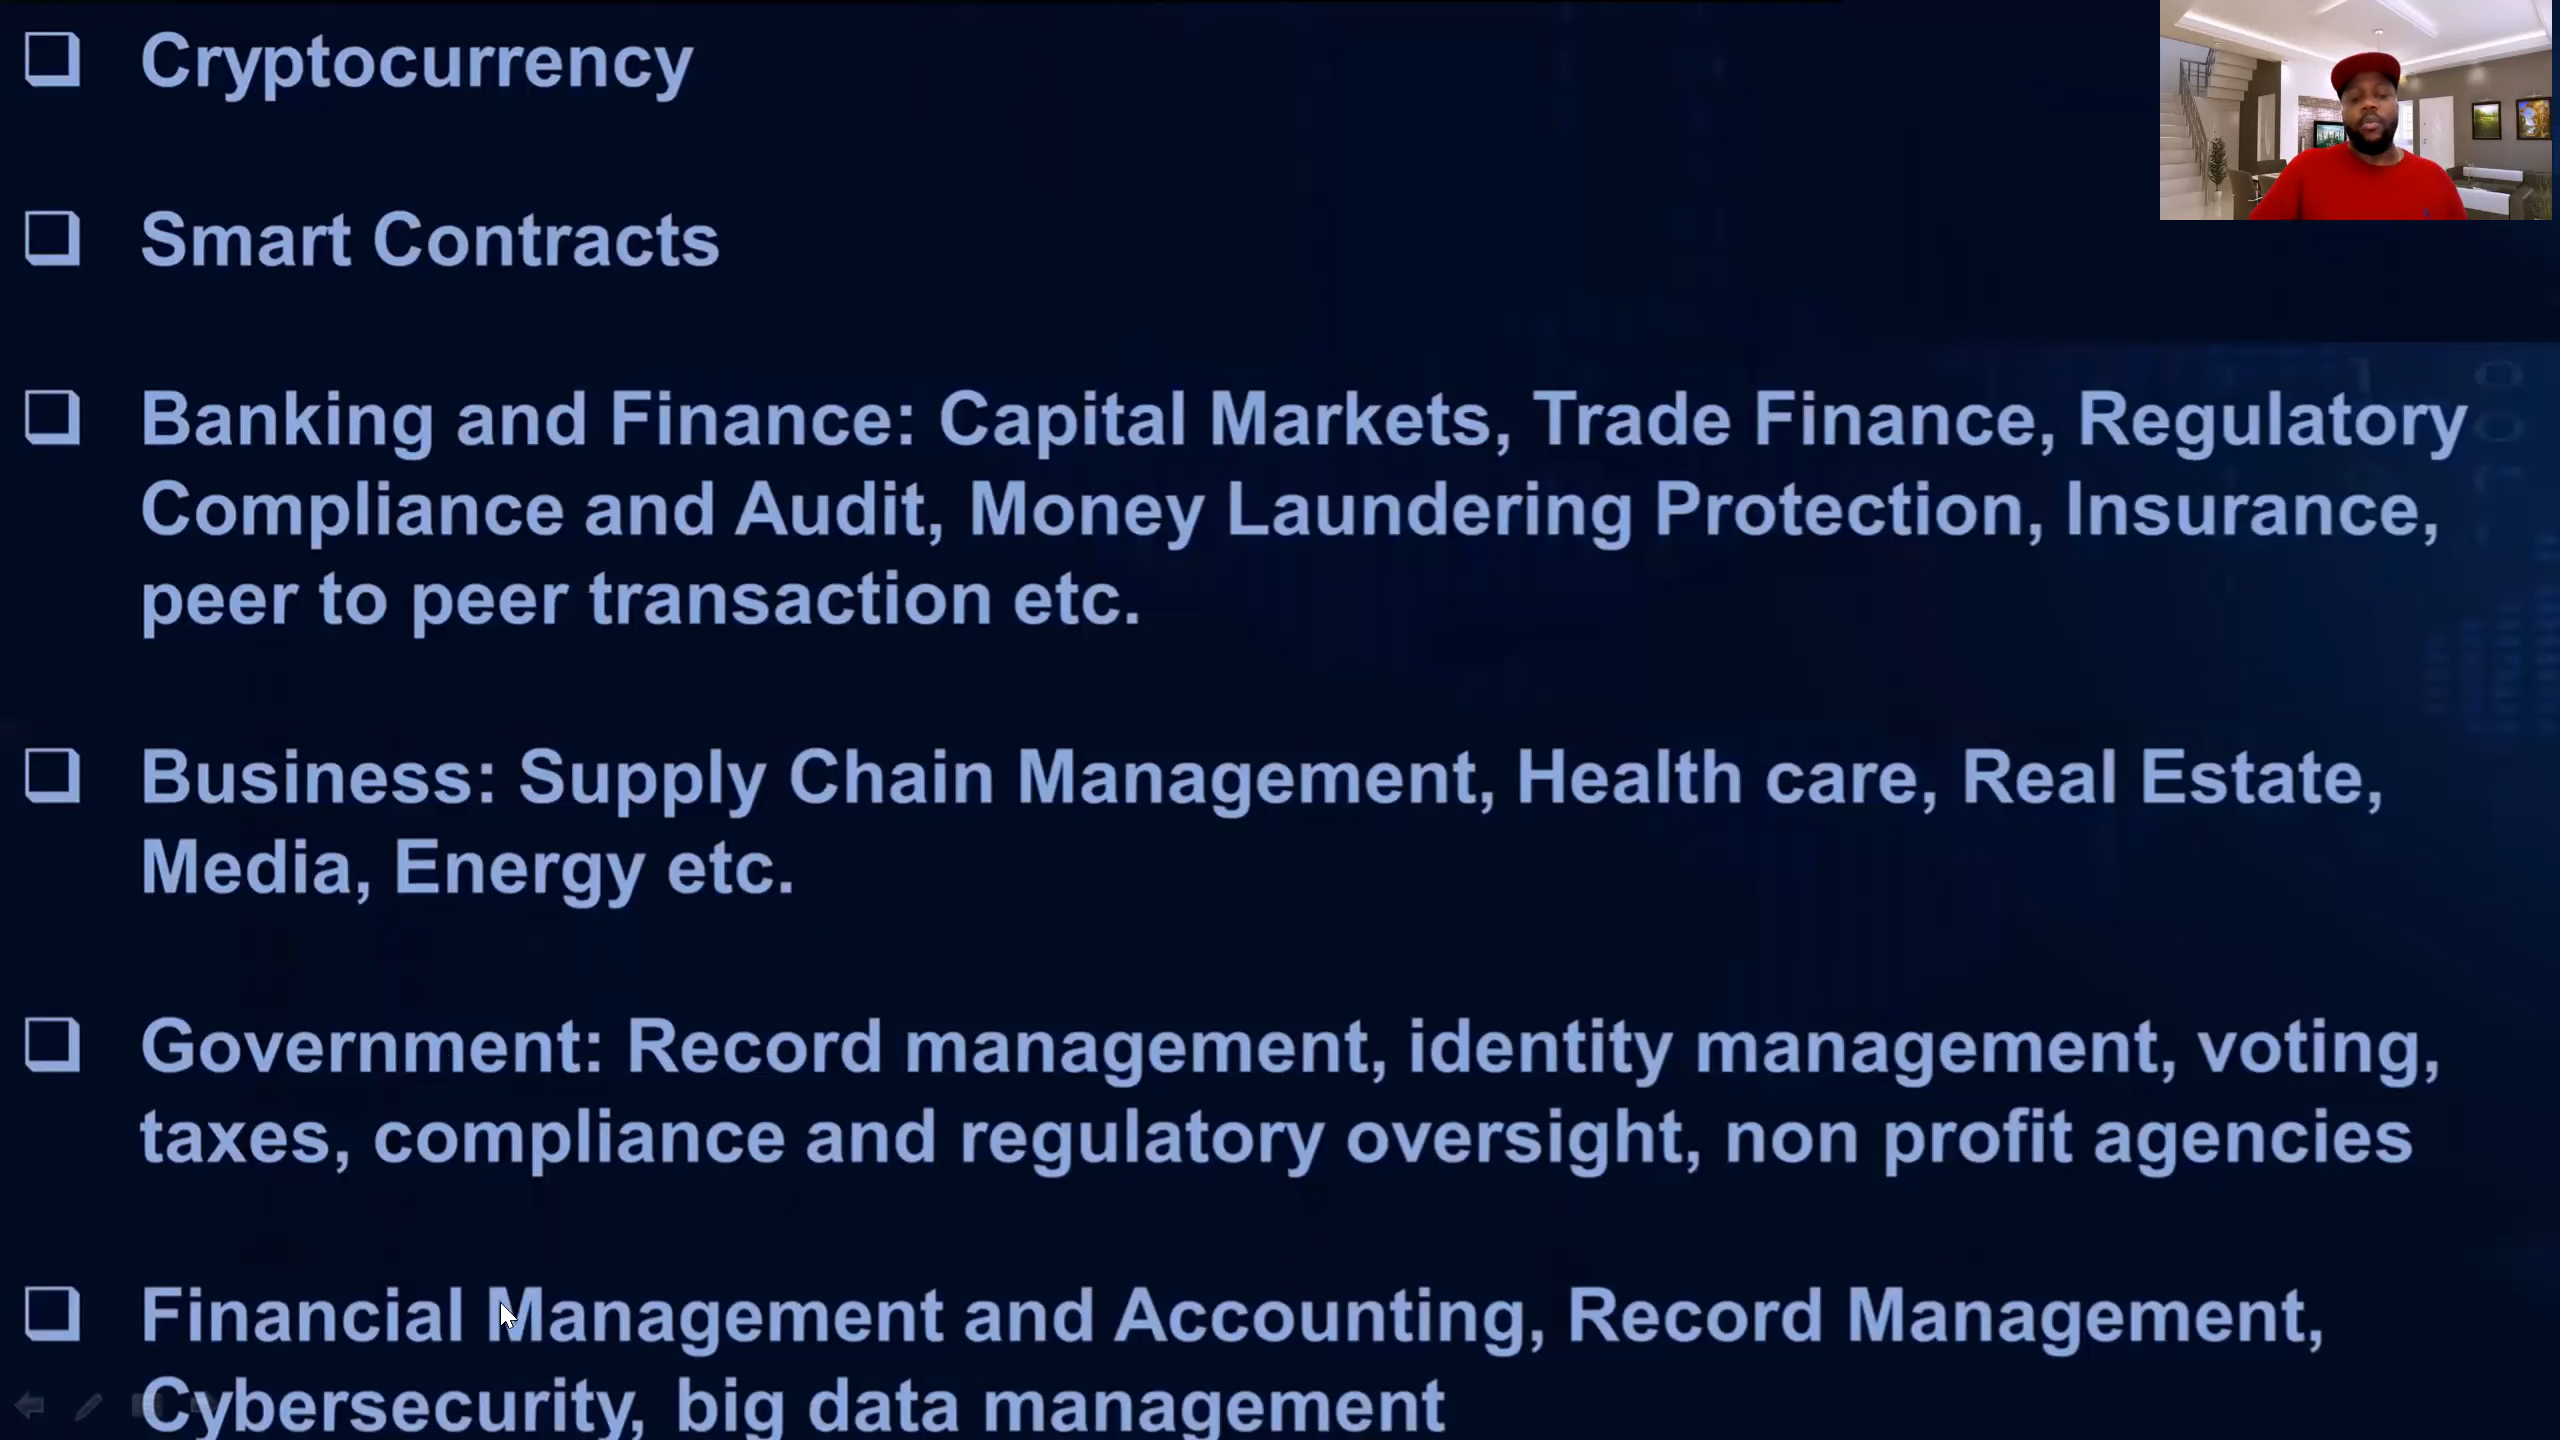 Cryptocurrency
Smart Contracts
Banking and Finance: Capital Markets, Trade Finance, Regulatory
Compliance and Audit, Money Laundering Protection, Insurance,
peer to peer transaction etc.
Business: Supply Chain Management, Health care, Real Estate,
Media, Energy etc.
Government: Record management, identity management, voting,
taxes, compliance and regulatory oversight, non profit agencies
Financial Management and Accounting, Record Management,
Cybersecurity, big data management